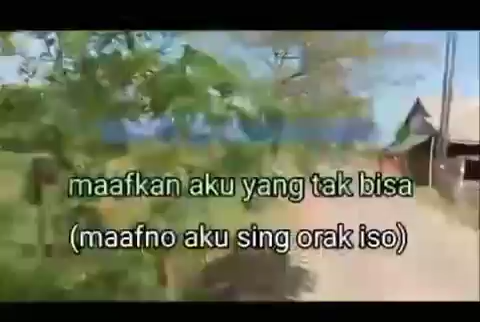 maafkan aku yang tak bisa
(maafno aku sing orak iso)